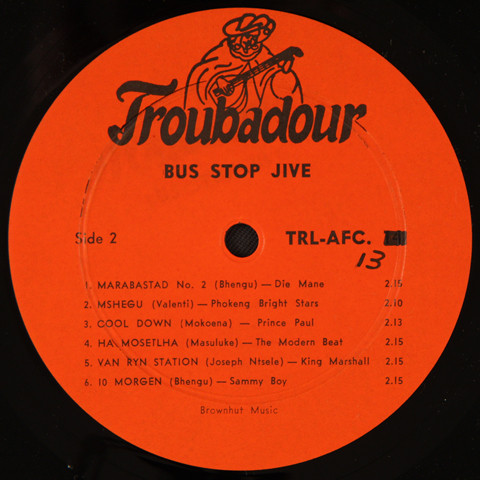 Troubadour
BUS STOP JIVE
Side 2 TRL-AFC.
13
1. MARABASTAD No. 2 (Bhengu) — Die Mane 2.15
2. MSHEGU (Valenti) — Phokeng Bright Stars 2.10
3. COOL DOWN (Mokoena) — Prince Paul 2.13
4. HA MOSETLHA (Masuluke) — The Modern Beat 2.15
5. VAN RYN STATION (Joseph Ntsele) — King Marshall 2.15
6. 10 MORGEN (Bhengu) — Sammy Boy 2.15
Brownhut Music